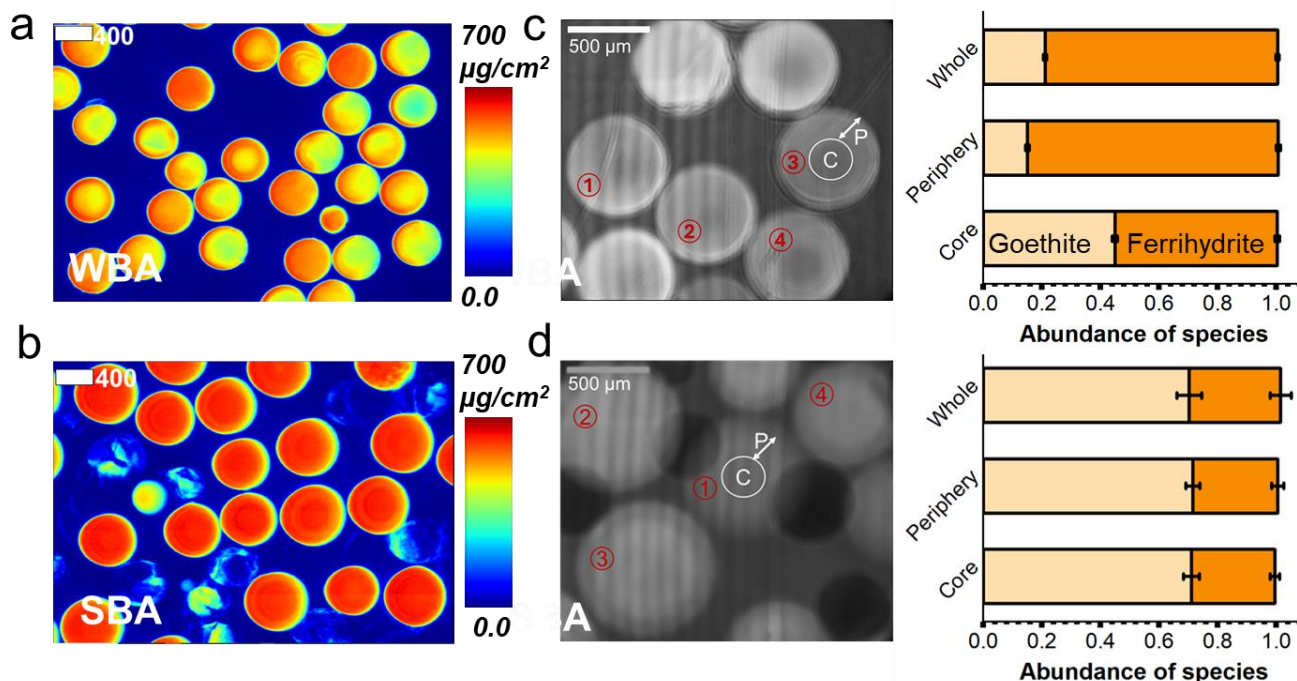 a
400
WBA
700
µg/cm²
0.0
c
500 µm
P
C
①
②
③
④
BA
Whole
Periphery
Core
Goethite
Ferrihydrite
0.0 0.2 0.4 0.6 0.8 1.0
Abundance of species
b
400
SBA
700
µg/cm²
0.0
d
500 µm
②
④
P
C
①
③
SBA
Whole
Periphery
Core
0.0 0.2 0.4 0.6 0.8 1.0
Abundance of species